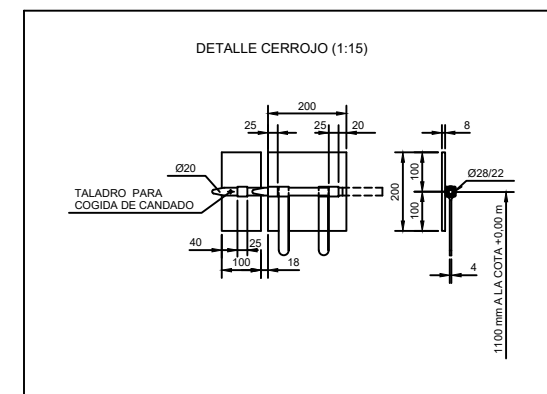 DETALLE CERROJO (1:15)
200
25
25
20
8
Ø20
TALADRO PARA
COGIDA DE CANDADO
200
100
100
Ø28/22
40
25
100
18
4
1100 mm A LA COTA +0,00 m